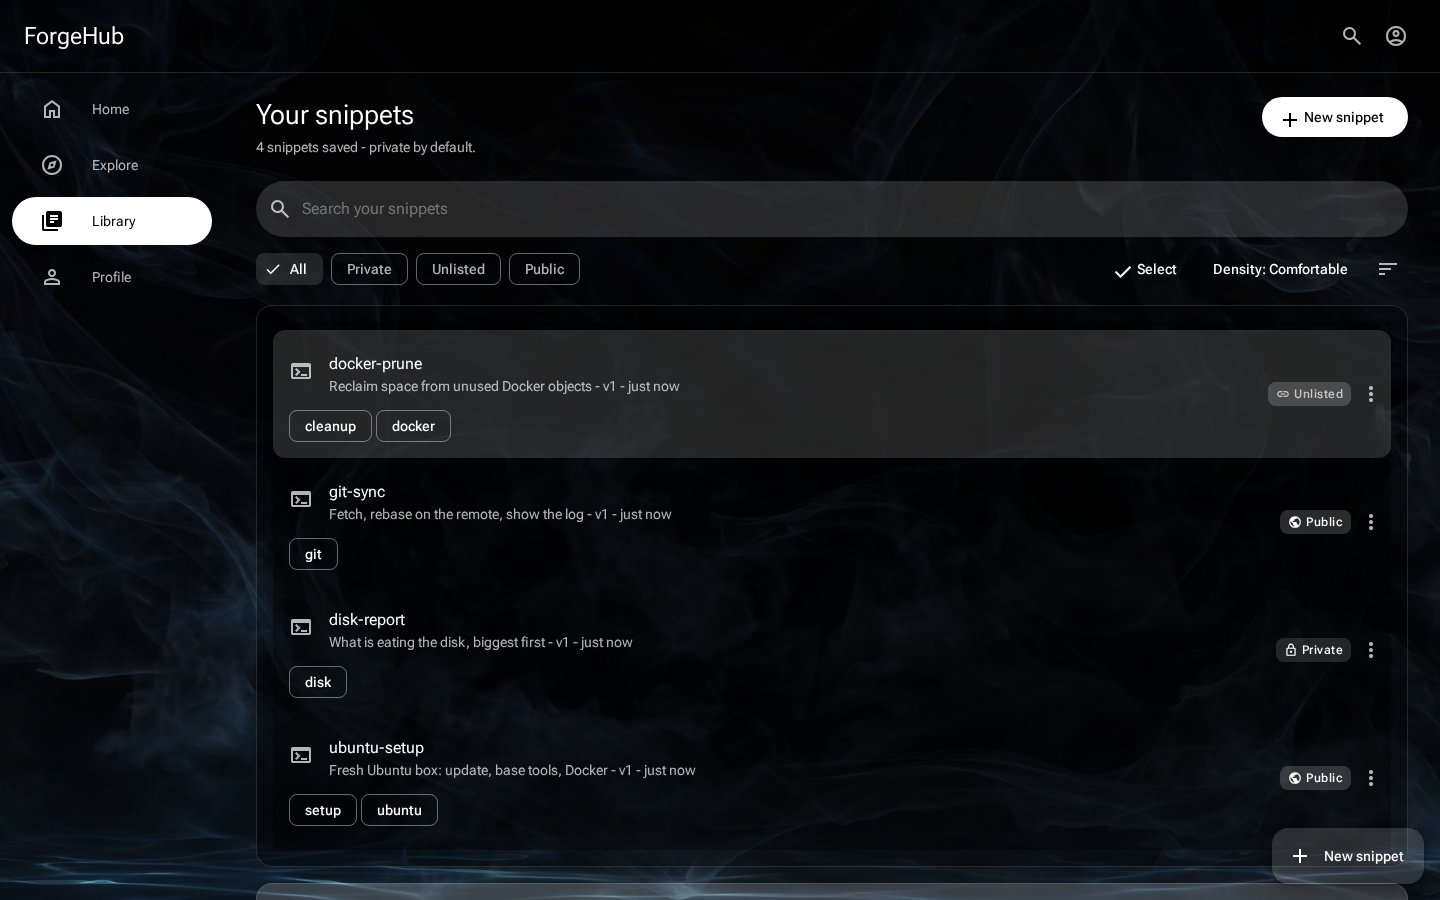 ForgeHub
Home
Explore
Library
Profile
Your snippets
4 snippets saved - private by default.
New snippet
Search your snippets
All
Private
Unlisted
Public
Select
Density: Comfortable
docker-prune
Reclaim space from unused Docker objects - v1 - just now
Unlisted
cleanup
docker
git-sync
Fetch, rebase on the remote, show the log - v1 - just now
Public
git
disk-report
What is eating the disk, biggest first - v1 - just now
Private
disk
ubuntu-setup
Fresh Ubuntu box: update, base tools, Docker - v1 - just now
Public
setup
ubuntu
New snippet